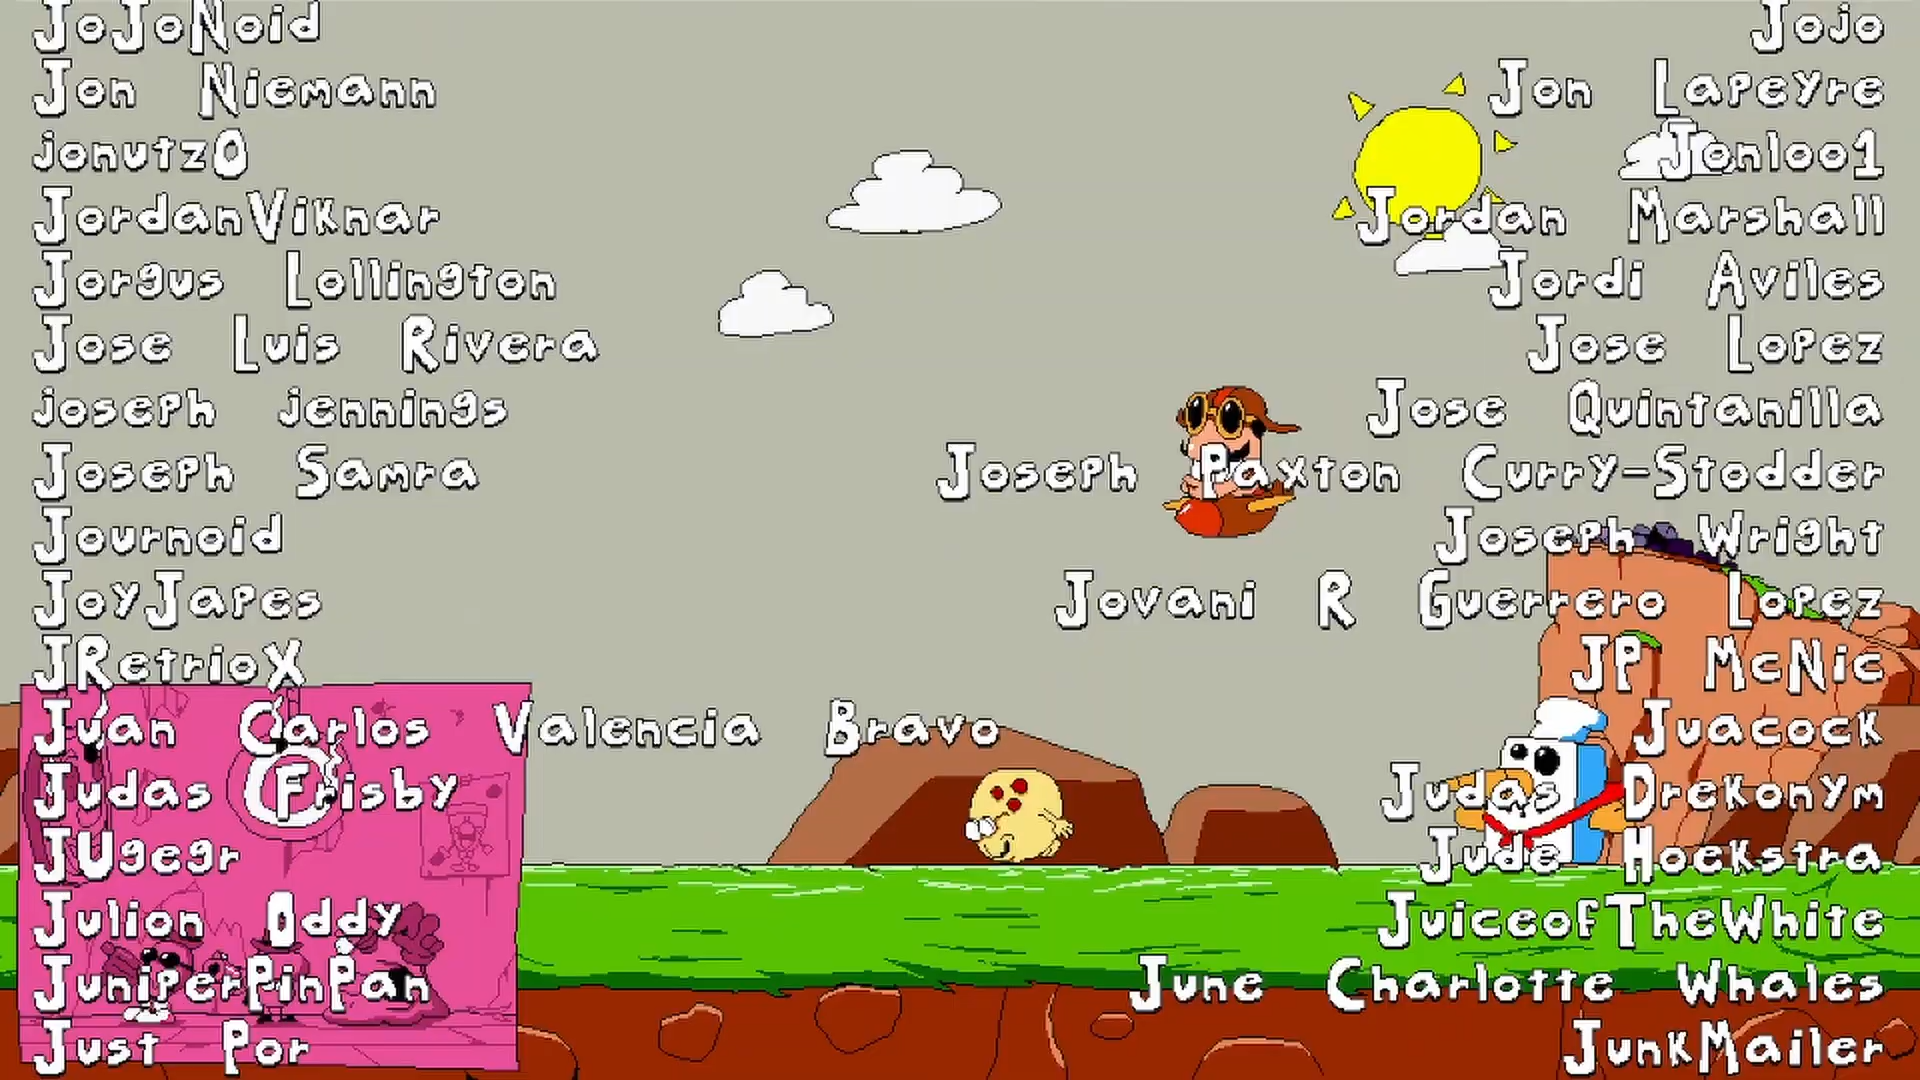 JoJoNoid
Jojo
Jon Niemann
Jon Lapeyre
jonutz0
Jonloo1
JordanViknar
Jordan Marshall
Jorgus Lollington
Jordi Aviles
Jose Luis Rivera
Jose Lopez
joseph jennings
Jose Quintanilla
Joseph Samra
Joseph Paxton Curry-Stodder
Journoid
Joseph Wright
JoyJapes
Jovani R Guerrero Lopez
JRetrioX
JP McNic
Juan Carlos Valencia Bravo
Juacock
Judas Frisby
Judas Drekonym
JUgegr
Jude Hoekstra
Julion Oddy
JuiceofTheWhite
JuniperPinPan
June Charlotte Whales
Just Por
JunkMailer